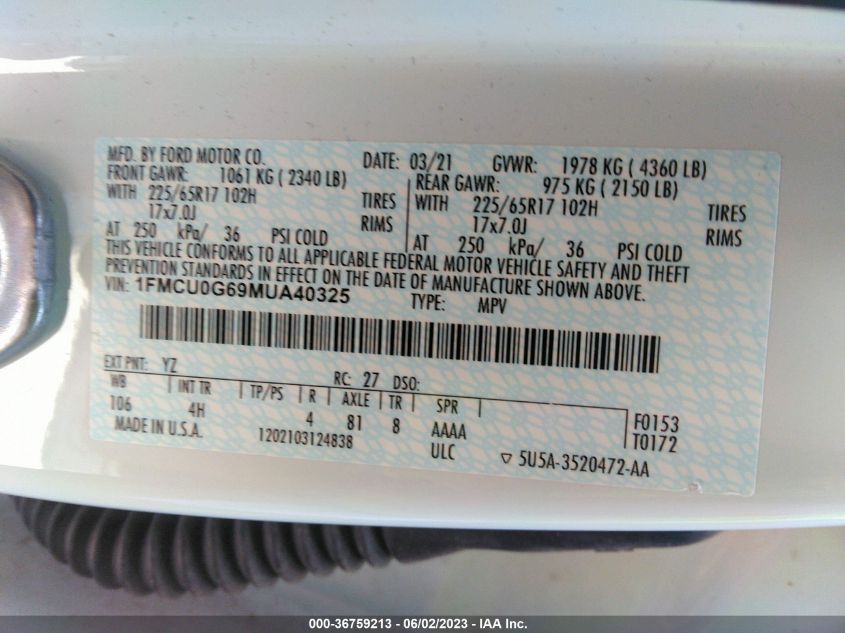 MFD. BY FORD MOTOR CO.
DATE: 03/21 GVWR: 1978 KG ( 4360 LB)
FRONT GAWR: 1061 KG ( 2340 LB)
REAR GAWR: 975 KG ( 2150 LB)
WITH 225/65R17 102H TIRES
WITH 225/65R17 102H TIRES
17x7.0J RIMS
17x7.0J RIMS
AT 250 kPa/ 36 PSI COLD
AT 250 kPa/ 36 PSI COLD
THIS VEHICLE CONFORMS TO ALL APPLICABLE FEDERAL MOTOR VEHICLE SAFETY AND THEFT
PREVENTION STANDARDS IN EFFECT ON THE DATE OF MANUFACTURE SHOWN ABOVE.
VIN: 1FMCU0G69MUA40325 TYPE: MPV
EXT PNT: YZ RC: 27 DSO:
WB INT TR TP/PS R AXLE TR SPR
106 4H 4 81 8 AAAA F0153
MADE IN U.S.A. 1202103124838 ULC T0172
▽ 5U5A-3520472-AA
000-36759213 - 06/02/2023 - IAA Inc.